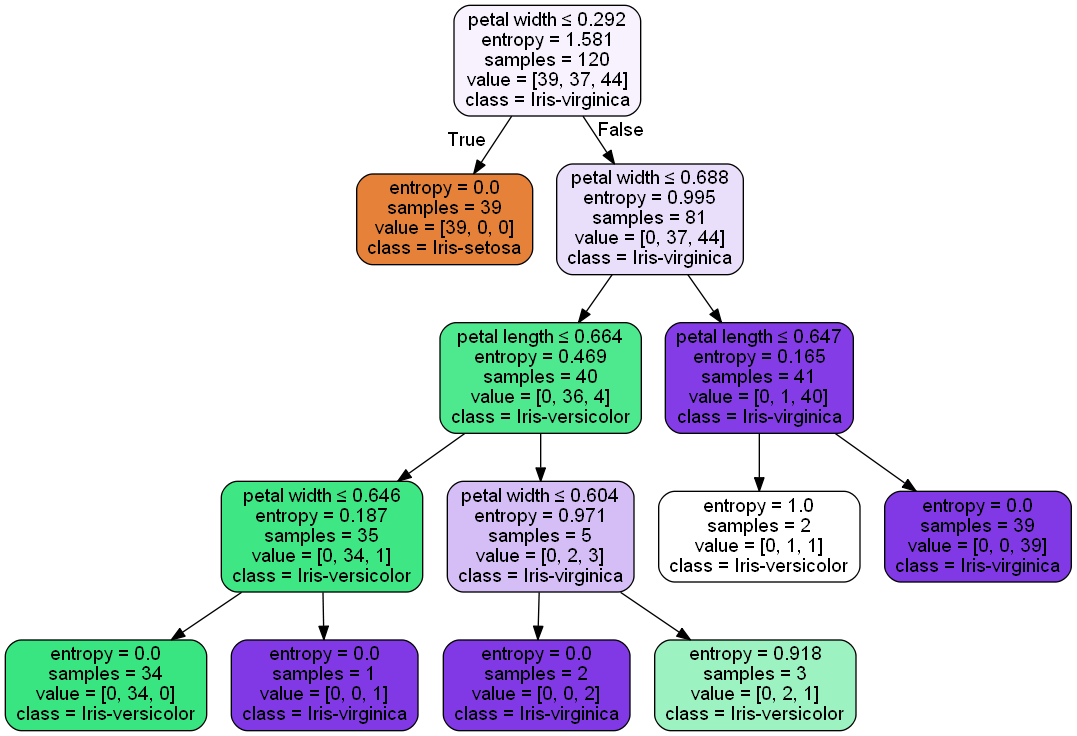 petal width ≤ 0.292
entropy = 1.581
samples = 120
value = [39, 37, 44]
class = Iris-virginica
True
False
entropy = 0.0
samples = 39
value = [39, 0, 0]
class = Iris-setosa
petal width ≤ 0.688
entropy = 0.995
samples = 81
value = [0, 37, 44]
class = Iris-virginica
petal length ≤ 0.664
entropy = 0.469
samples = 40
value = [0, 36, 4]
class = Iris-versicolor
petal length ≤ 0.647
entropy = 0.165
samples = 41
value = [0, 1, 40]
class = Iris-virginica
petal width ≤ 0.646
entropy = 0.187
samples = 35
value = [0, 34, 1]
class = Iris-versicolor
petal width ≤ 0.604
entropy = 0.971
samples = 5
value = [0, 2, 3]
class = Iris-virginica
entropy = 1.0
samples = 2
value = [0, 1, 1]
class = Iris-versicolor
entropy = 0.0
samples = 39
value = [0, 0, 39]
class = Iris-virginica
entropy = 0.0
samples = 34
value = [0, 34, 0]
class = Iris-versicolor
entropy = 0.0
samples = 1
value = [0, 0, 1]
class = Iris-virginica
entropy = 0.0
samples = 2
value = [0, 0, 2]
class = Iris-virginica
entropy = 0.918
samples = 3
value = [0, 2, 1]
class = Iris-versicolor